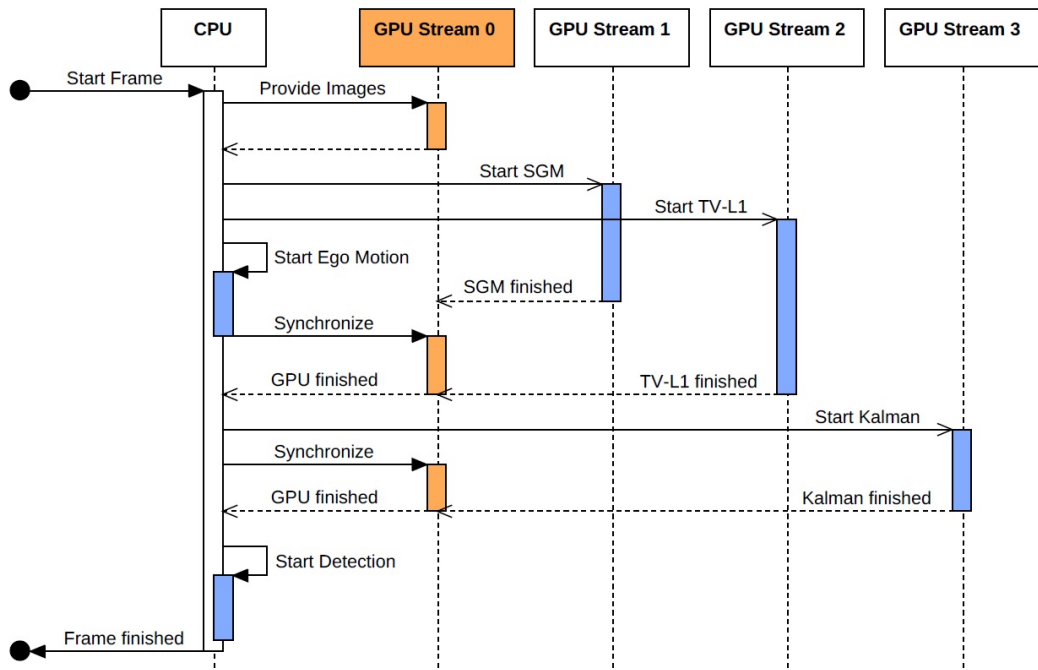 CPU
GPU Stream 0
GPU Stream 1
GPU Stream 2
GPU Stream 3
Start Frame
Provide Images
Start SGM
Start TV-L1
Start Ego Motion
SGM finished
Synchronize
GPU finished
TV-L1 finished
Start Kalman
Synchronize
GPU finished
Kalman finished
Start Detection
Frame finished